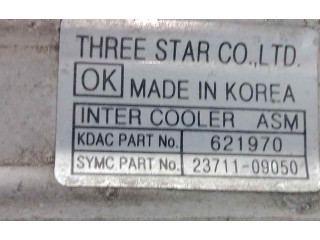 THREE STAR CO.,LTD.
OK MADE IN KOREA
INTER COOLER ASM
KDAC PART No. 621970
SYMC PART No. 23711-09050